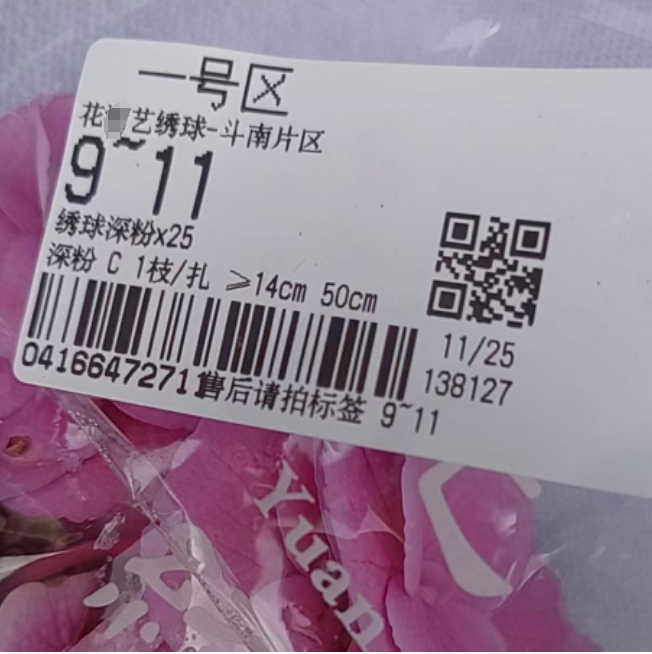 一号区
花艺绣球-斗南片区
9~11
绣球深粉x25
深粉 C 1枝/扎 ≥14cm 50cm
11/25
138127
0416647271售后请拍标签 9~11
Yuan